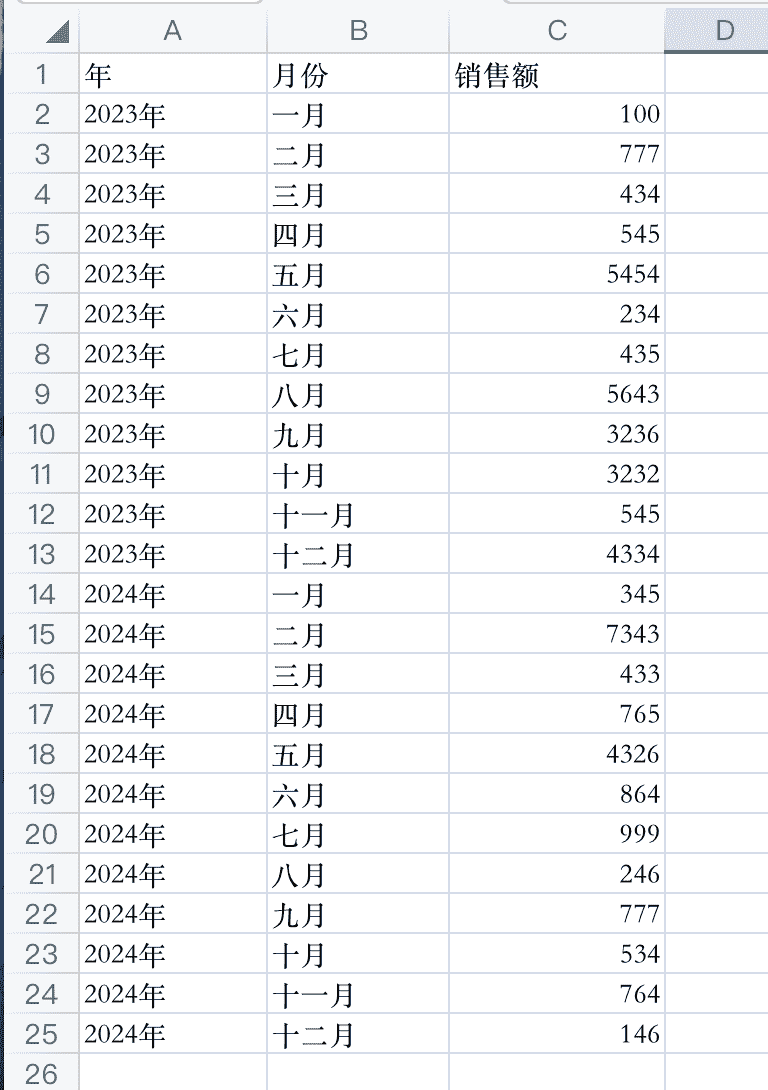 A B C D
1 年 月份 销售额
2 2023年 一月 100
3 2023年 二月 777
4 2023年 三月 434
5 2023年 四月 545
6 2023年 五月 5454
7 2023年 六月 234
8 2023年 七月 435
9 2023年 八月 5643
10 2023年 九月 3236
11 2023年 十月 3232
12 2023年 十一月 545
13 2023年 十二月 4334
14 2024年 一月 345
15 2024年 二月 7343
16 2024年 三月 433
17 2024年 四月 765
18 2024年 五月 4326
19 2024年 六月 864
20 2024年 七月 999
21 2024年 八月 246
22 2024年 九月 777
23 2024年 十月 534
24 2024年 十一月 764
25 2024年 十二月 146
26